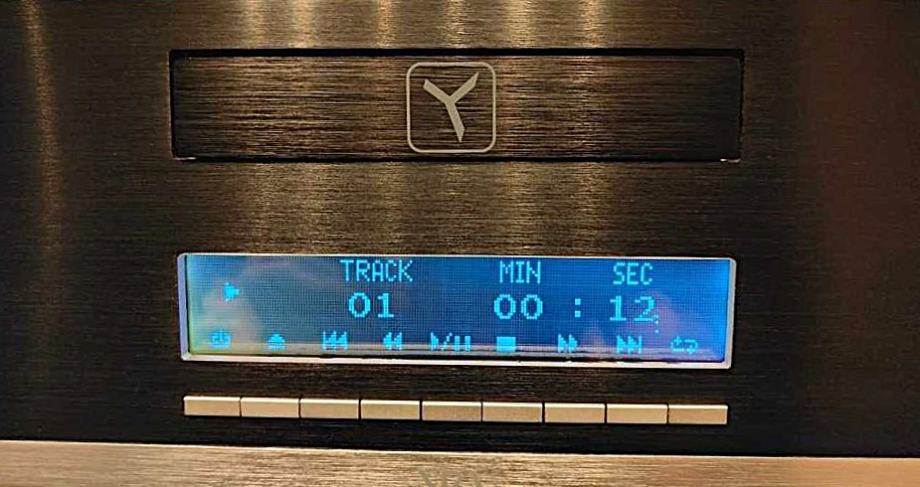 TRACK MIN SEC
01 00 : 12